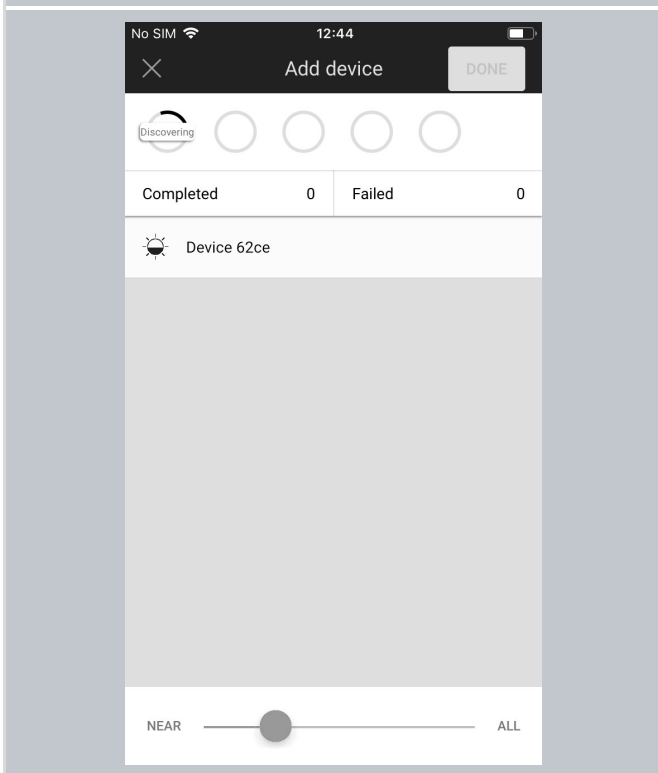 No SIM 12:44
Add device DONE
Discovering
Completed 0 Failed 0
Device 62ce
NEAR ALL